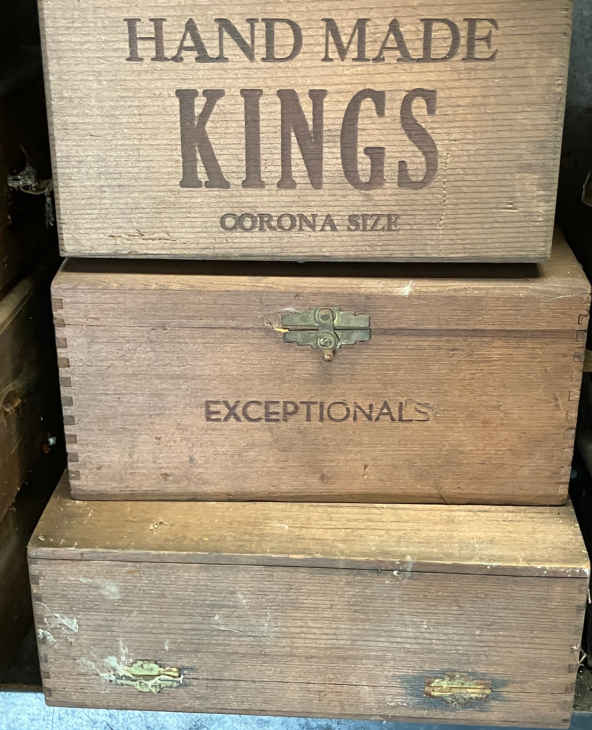 HAND MADE
KINGS
CORONA SIZE
EXCEPTIONALS